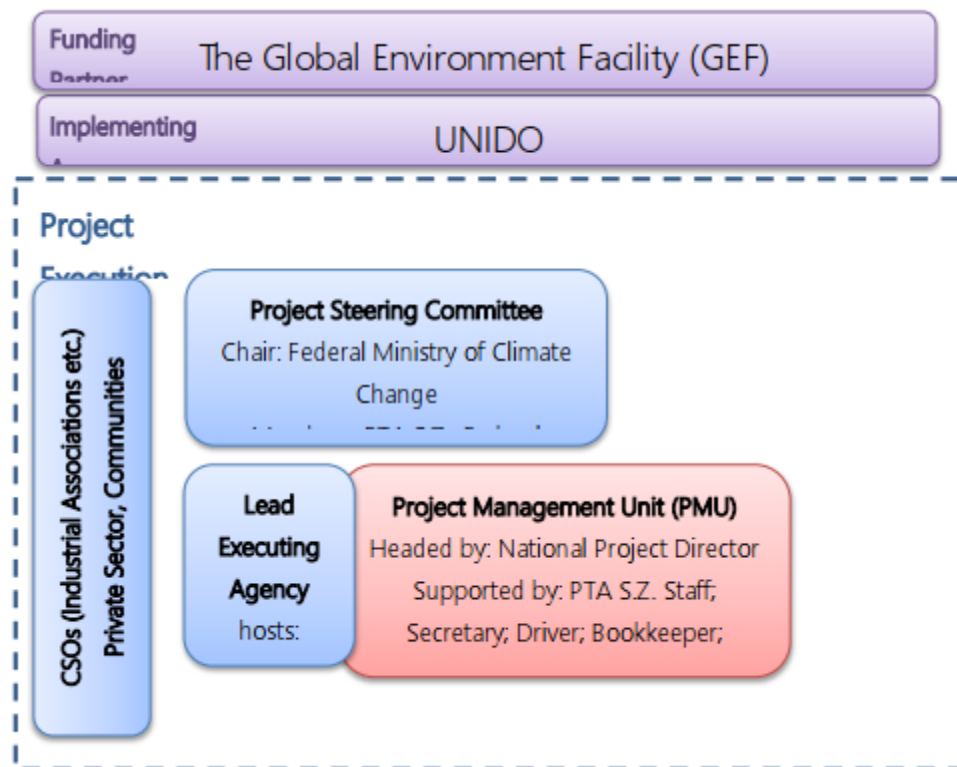 Funding
Partner
The Global Environment Facility (GEF)
Implementing
UNIDO
Project
Execution
CSOs (Industrial Associations etc.)
Private Sector, Communities
Project Steering Committee
Chair: Federal Ministry of Climate
Change
Lead
Executing
Agency
hosts:
Project Management Unit (PMU)
Headed by: National Project Director
Supported by: PTA S.Z. Staff;
Secretary; Driver; Bookkeeper;